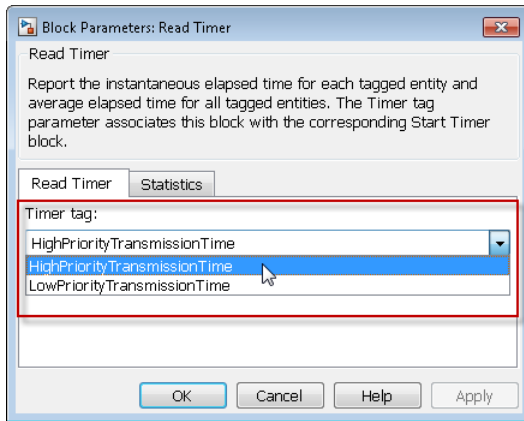 Block Parameters: Read Timer
Read Timer
Report the instantaneous elapsed time for each tagged entity and
average elapsed time for all tagged entities. The Timer tag
parameter associates this block with the corresponding Start Timer
block.
Read Timer Statistics
Timer tag:
HighPriorityTransmissionTime
HighPriorityTransmissionTime
LowPriorityTransmissionTime
OK Cancel Help Apply